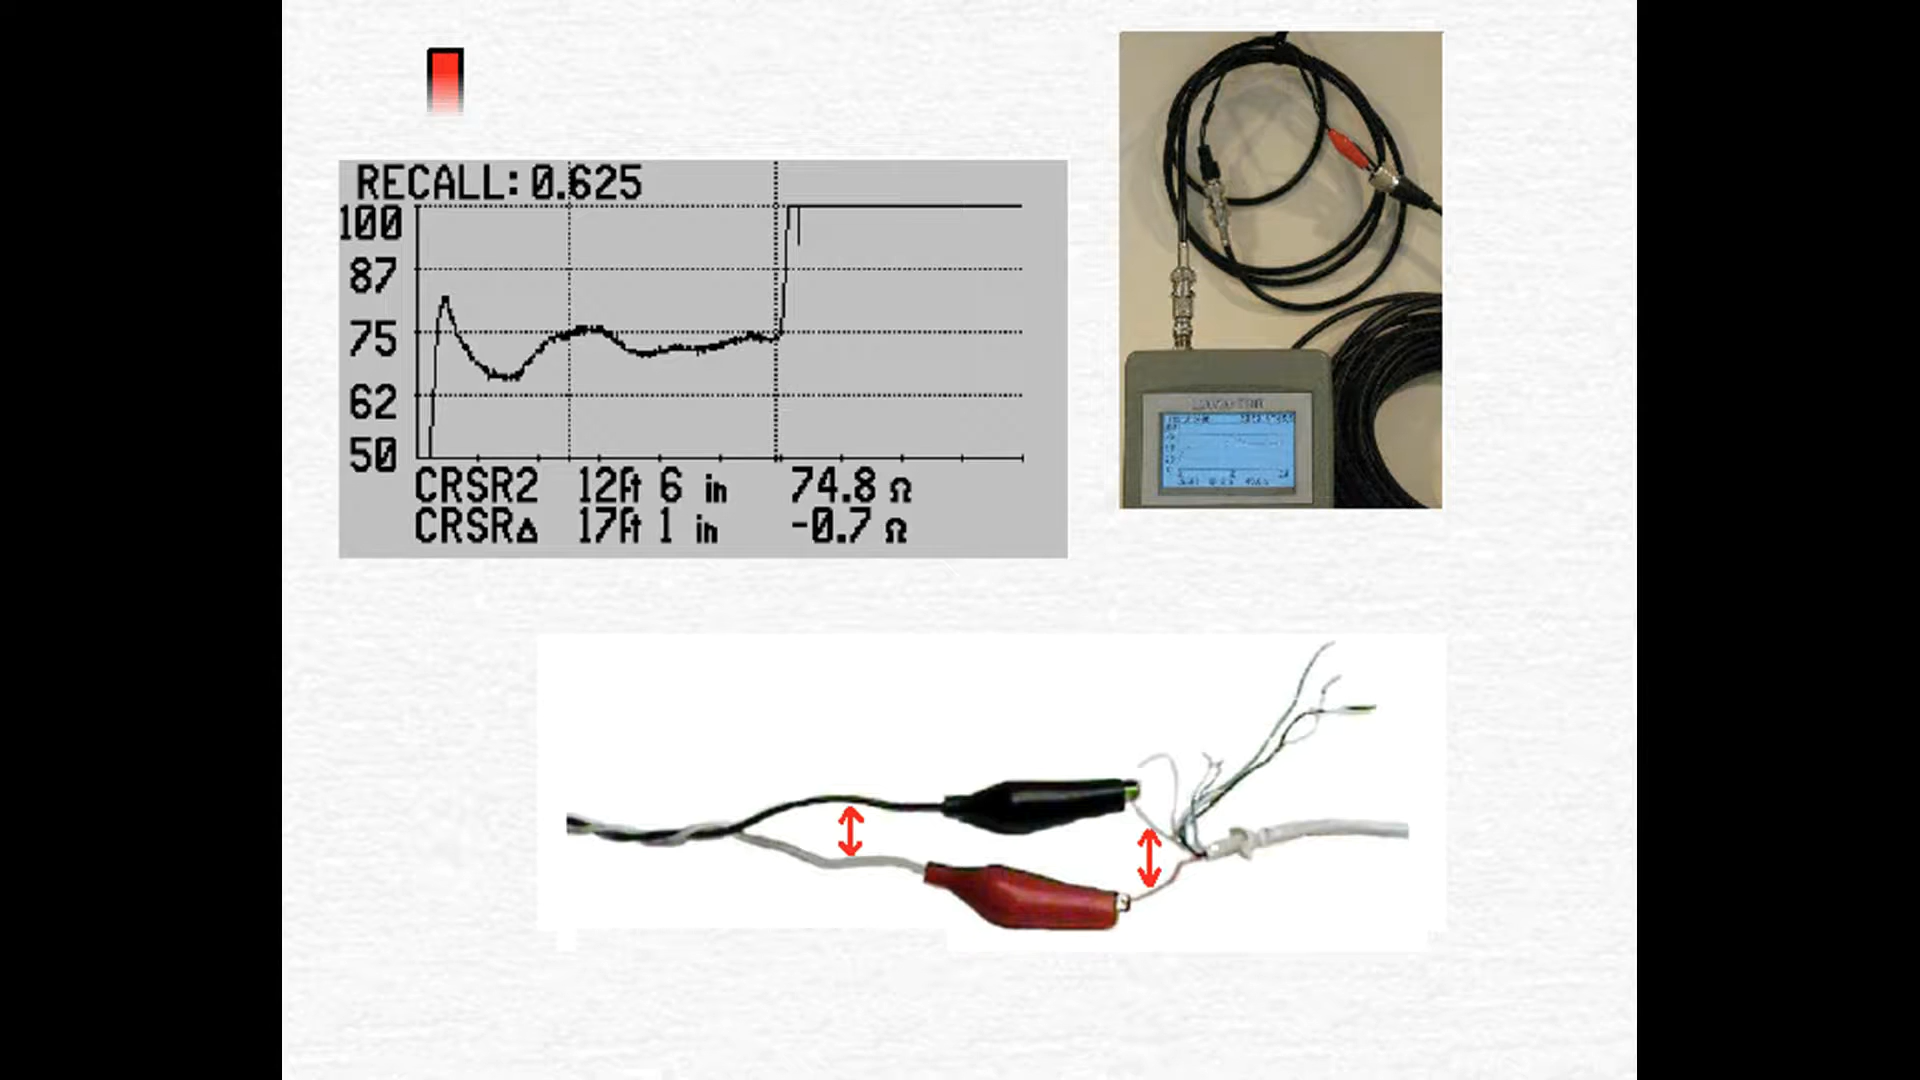 RECALL: 0.625
100
87
75
62
50
CRSR2 12ft 6 in 74.8 Ω
CRSR∆ 17ft 1 in -0.7 Ω